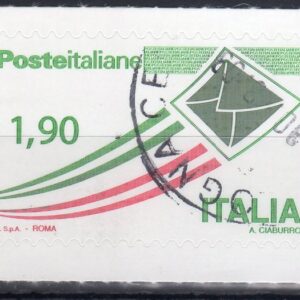 Posteitaliane
1,90
ITALIA
S.p.A. - ROMA
A. CIABURRO